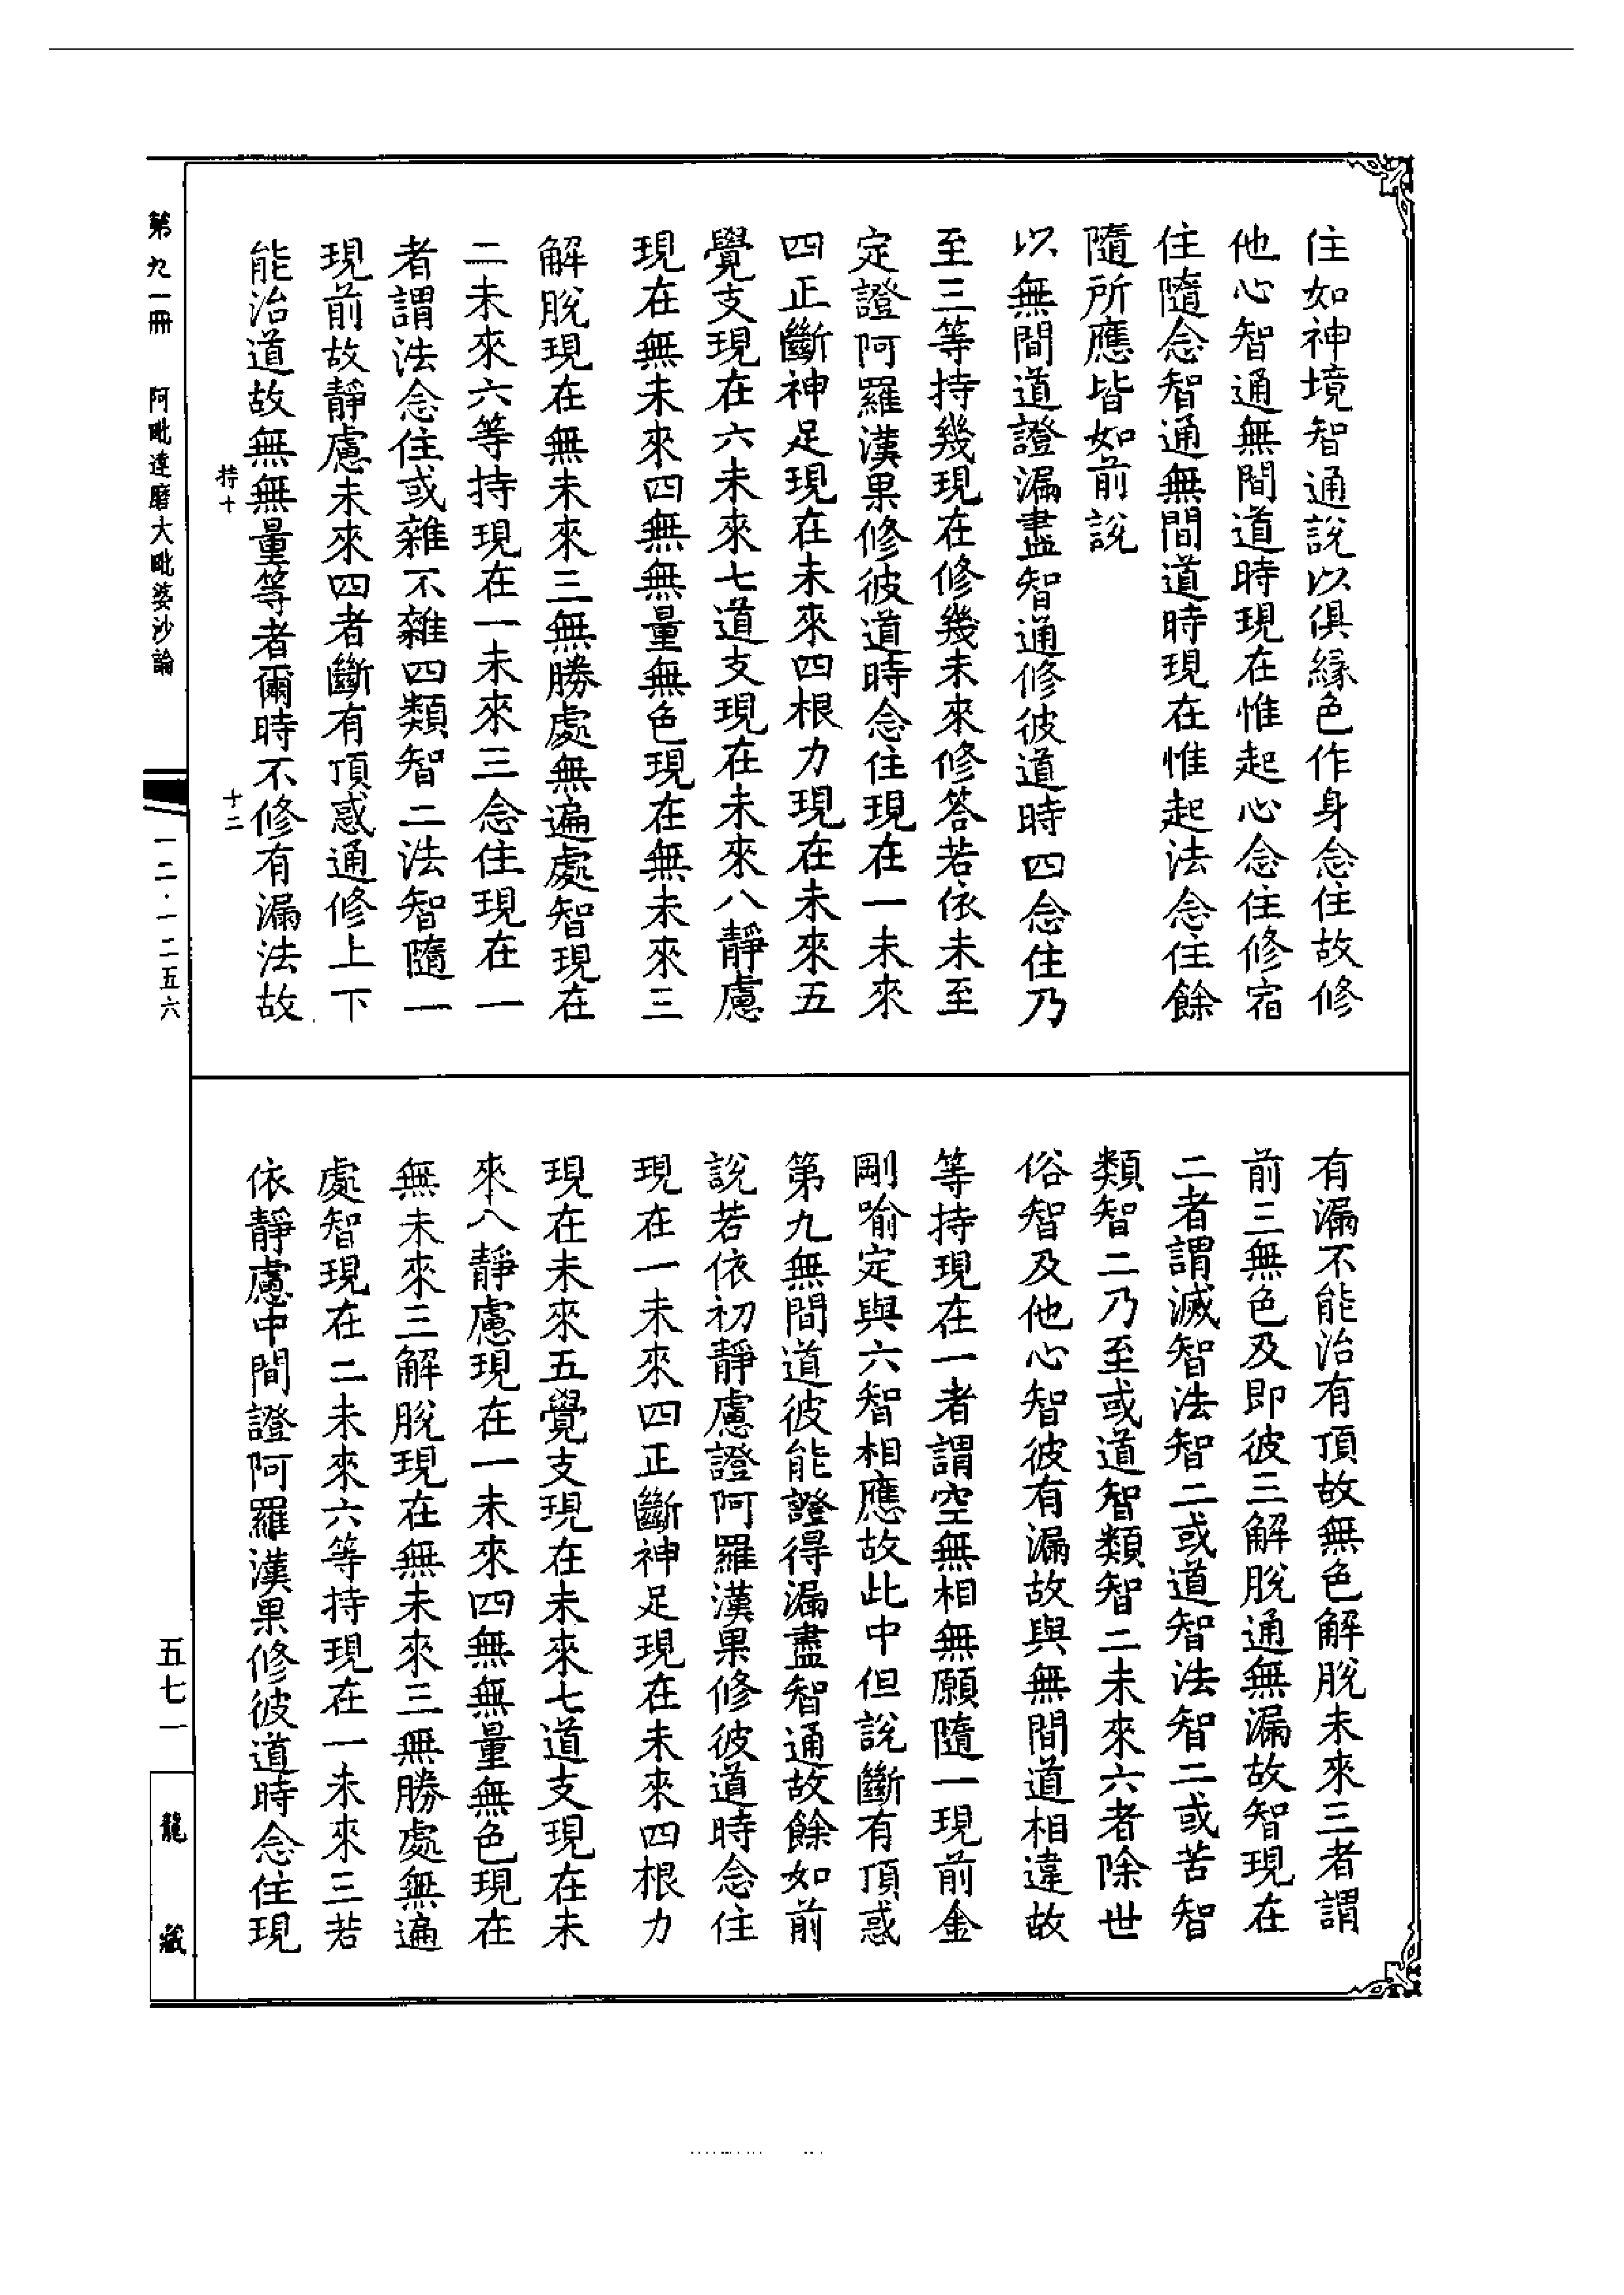 住如神境智通說以俱緣色作身念住故修
他心智通無間道時現在惟起心念住修宿
住隨念智通無間道時現在惟起法念住餘
隨所應皆如前說
以無間道證漏盡智通修彼道時四念住乃
至三等持幾現在修幾未來修答若依未至
定證阿羅漢果修彼道時念住現在一未來
四正斷神足現在未來四根力現在未來五
覺支現在六未來七道支現在未來八靜慮
現在無未來四無無量無色現在無未來三
解脫現在無未來三無勝處無遍處智現在
二未來六等持現在一未來三念住現在一
者謂法念住或雜不雜四類智二法智隨一
現前故靜慮未來四者斷有頂惑通修上下
能治道故無無量等者爾時不修有漏法故
持十
十二
有漏不能治有頂故無色解脫未來三者謂
前三無色及即彼三解脫通無漏故智現在
二者謂滅智法智二或道智法智二或苦智
類智二乃至或道智類智二未來六者除世
俗智及他心智彼有漏故與無間道相違故
等持現在一者謂空無相無願隨一現前金
剛喻定與六智相應故此中但說斷有頂惑
第九無間道彼能證得漏盡智通故餘如前
說若依初靜慮證阿羅漢果修彼道時念住
現在一未來四正斷神足現在未來四根力
現在未來五覺支現在未來七道支現在未
來八靜慮現在一未來四無無量無色現在
無未來三解脫現在無未來三無勝處無遍
處智現在二未來六等持現在一未來三若
依靜慮中間證阿羅漢果修彼道時念住現
第九一冊 阿毗達磨大毗婆沙論
一二·一二五六
五七一
龍藏